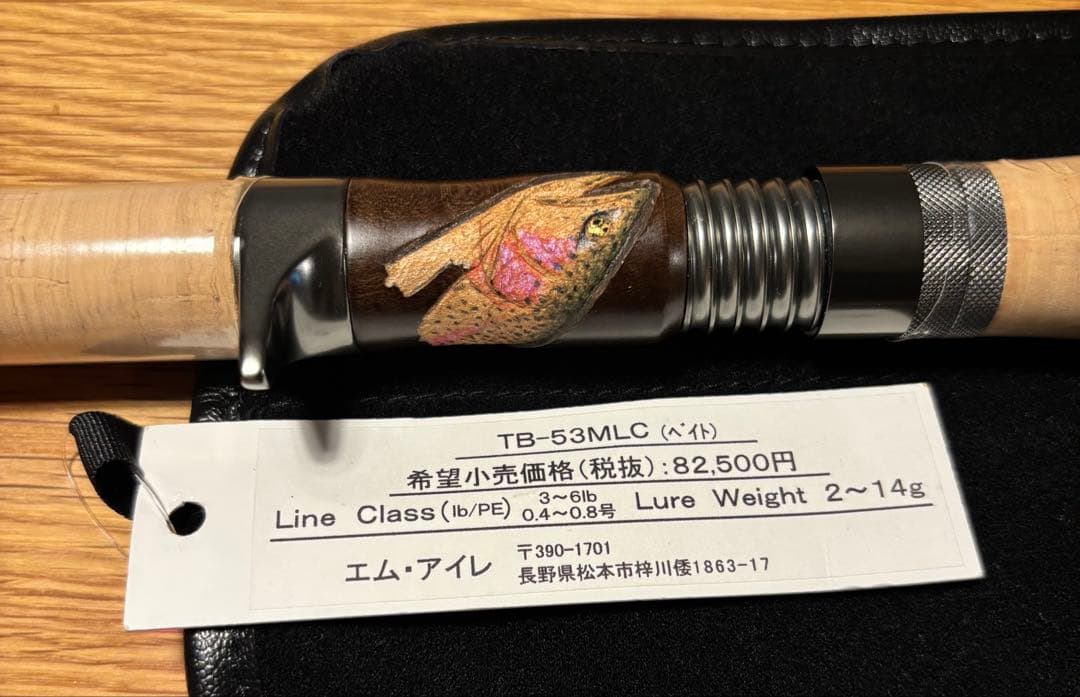 TB-53MLC (ﾍﾞｲﾄ)
希望小売価格(税抜):82,500円
Line Class(lb/PE) 3～6lb 0.4～0.8号 Lure Weight 2～14g
エム・アイレ 〒390-1701
長野県松本市梓川倭1863-17